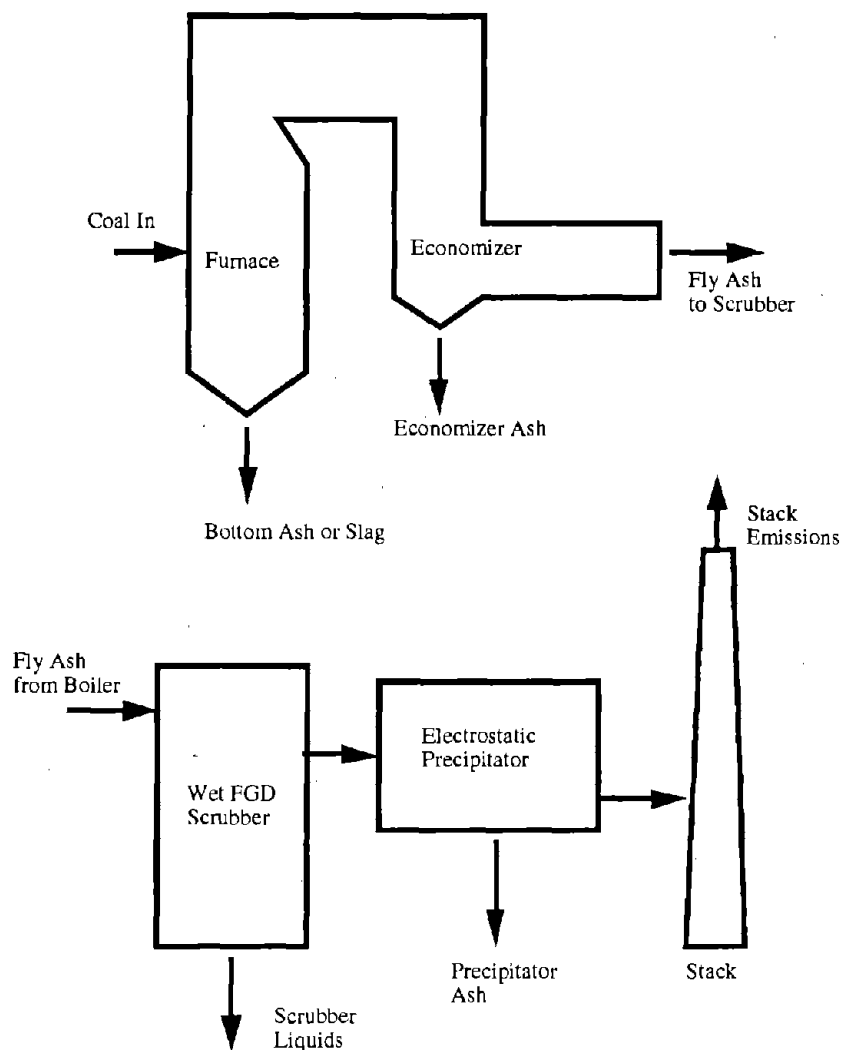 Coal In
Furnace
Economizer
Fly Ash
to Scrubber
Economizer Ash
Bottom Ash or Slag
Stack
Emissions
Fly Ash
from Boiler
Electrostatic
Precipitator
Wet FGD
Scrubber
Precipitator
Ash
Stack
Scrubber
Liquids